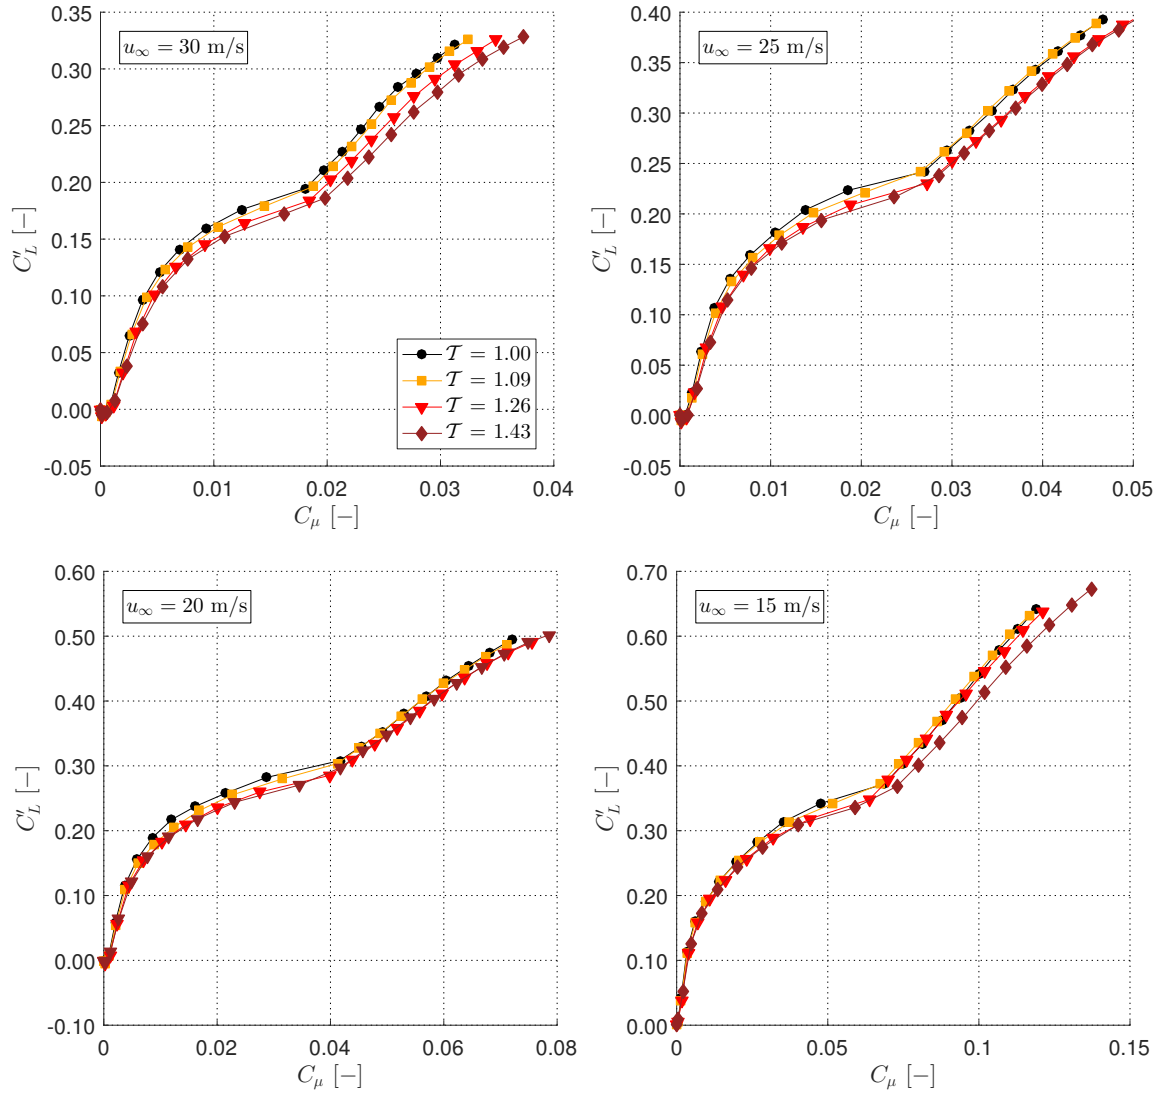 0.35
0.30
0.25
0.20
0.15
0.10
0.05
0.00
-0.05
C′_L [−]
u_∞ = 30 m/s
𝒯 = 1.00
𝒯 = 1.09
𝒯 = 1.26
𝒯 = 1.43
0 0.01 0.02 0.03 0.04
C_μ [−]
0.40
0.35
0.30
0.25
0.20
0.15
0.10
0.05
0.00
-0.05
C′_L [−]
u_∞ = 25 m/s
0 0.01 0.02 0.03 0.04 0.05
C_μ [−]
0.60
0.50
0.40
0.30
0.20
0.10
0.00
-0.10
C′_L [−]
u_∞ = 20 m/s
0 0.02 0.04 0.06 0.08
C_μ [−]
0.70
0.60
0.50
0.40
0.30
0.20
0.10
0.00
C′_L [−]
u_∞ = 15 m/s
0 0.05 0.1 0.15
C_μ [−]